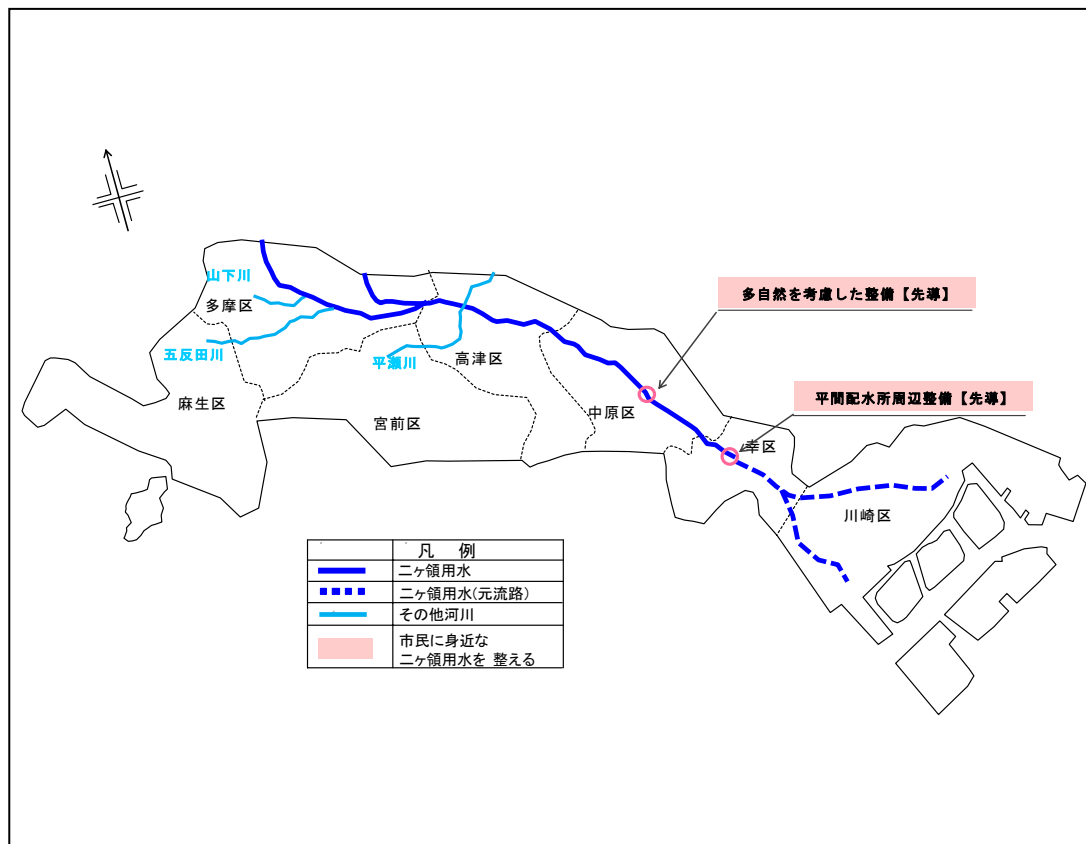 山下川
多摩区
五反田川
麻生区
平瀬川
高津区
宮前区
中原区
幸区
川崎区
多自然を考慮した整備【先導】
平間配水所周辺整備【先導】
凡 例
二ヶ領用水
二ヶ領用水(元流路)
その他河川
市民に身近な
二ヶ領用水を 整える